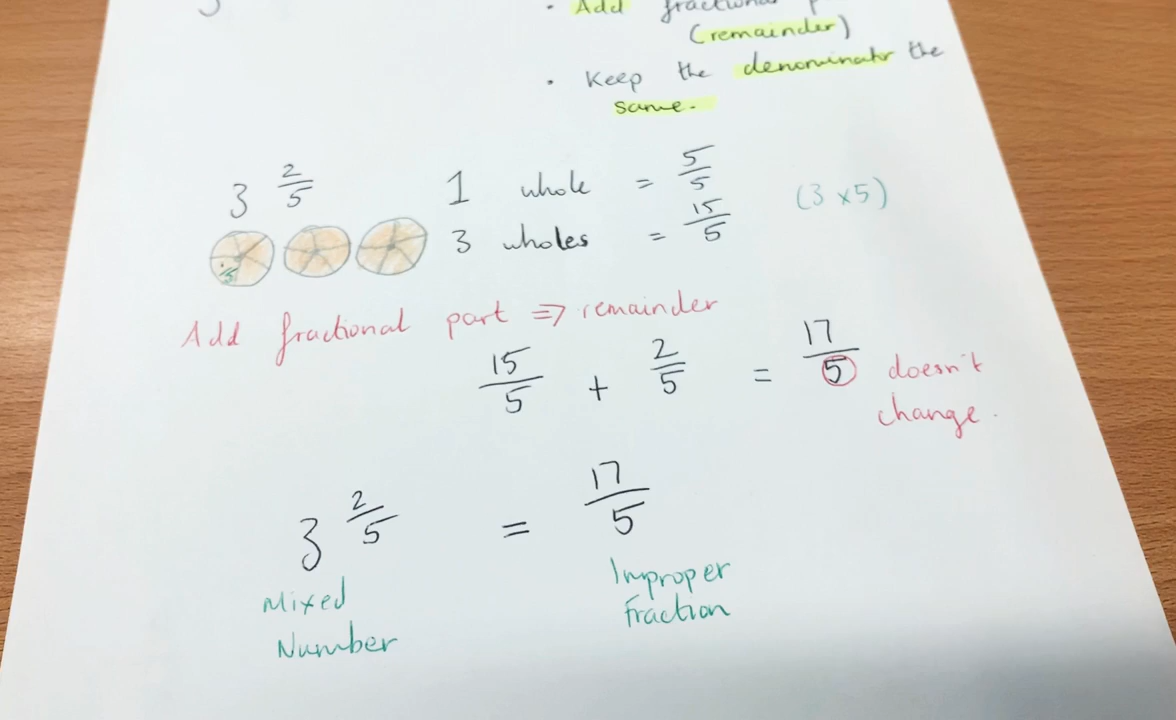 • Add fractional
(remainder)
• Keep the denominator the
same.
3 2/5 1 whole = 5/5
3 wholes = 15/5 (3 x 5)
Add fractional part => remainder
15/5 + 2/5 = 17/5 doesn't
change.
3 2/5 = 17/5
Mixed
Number
Improper
Fraction